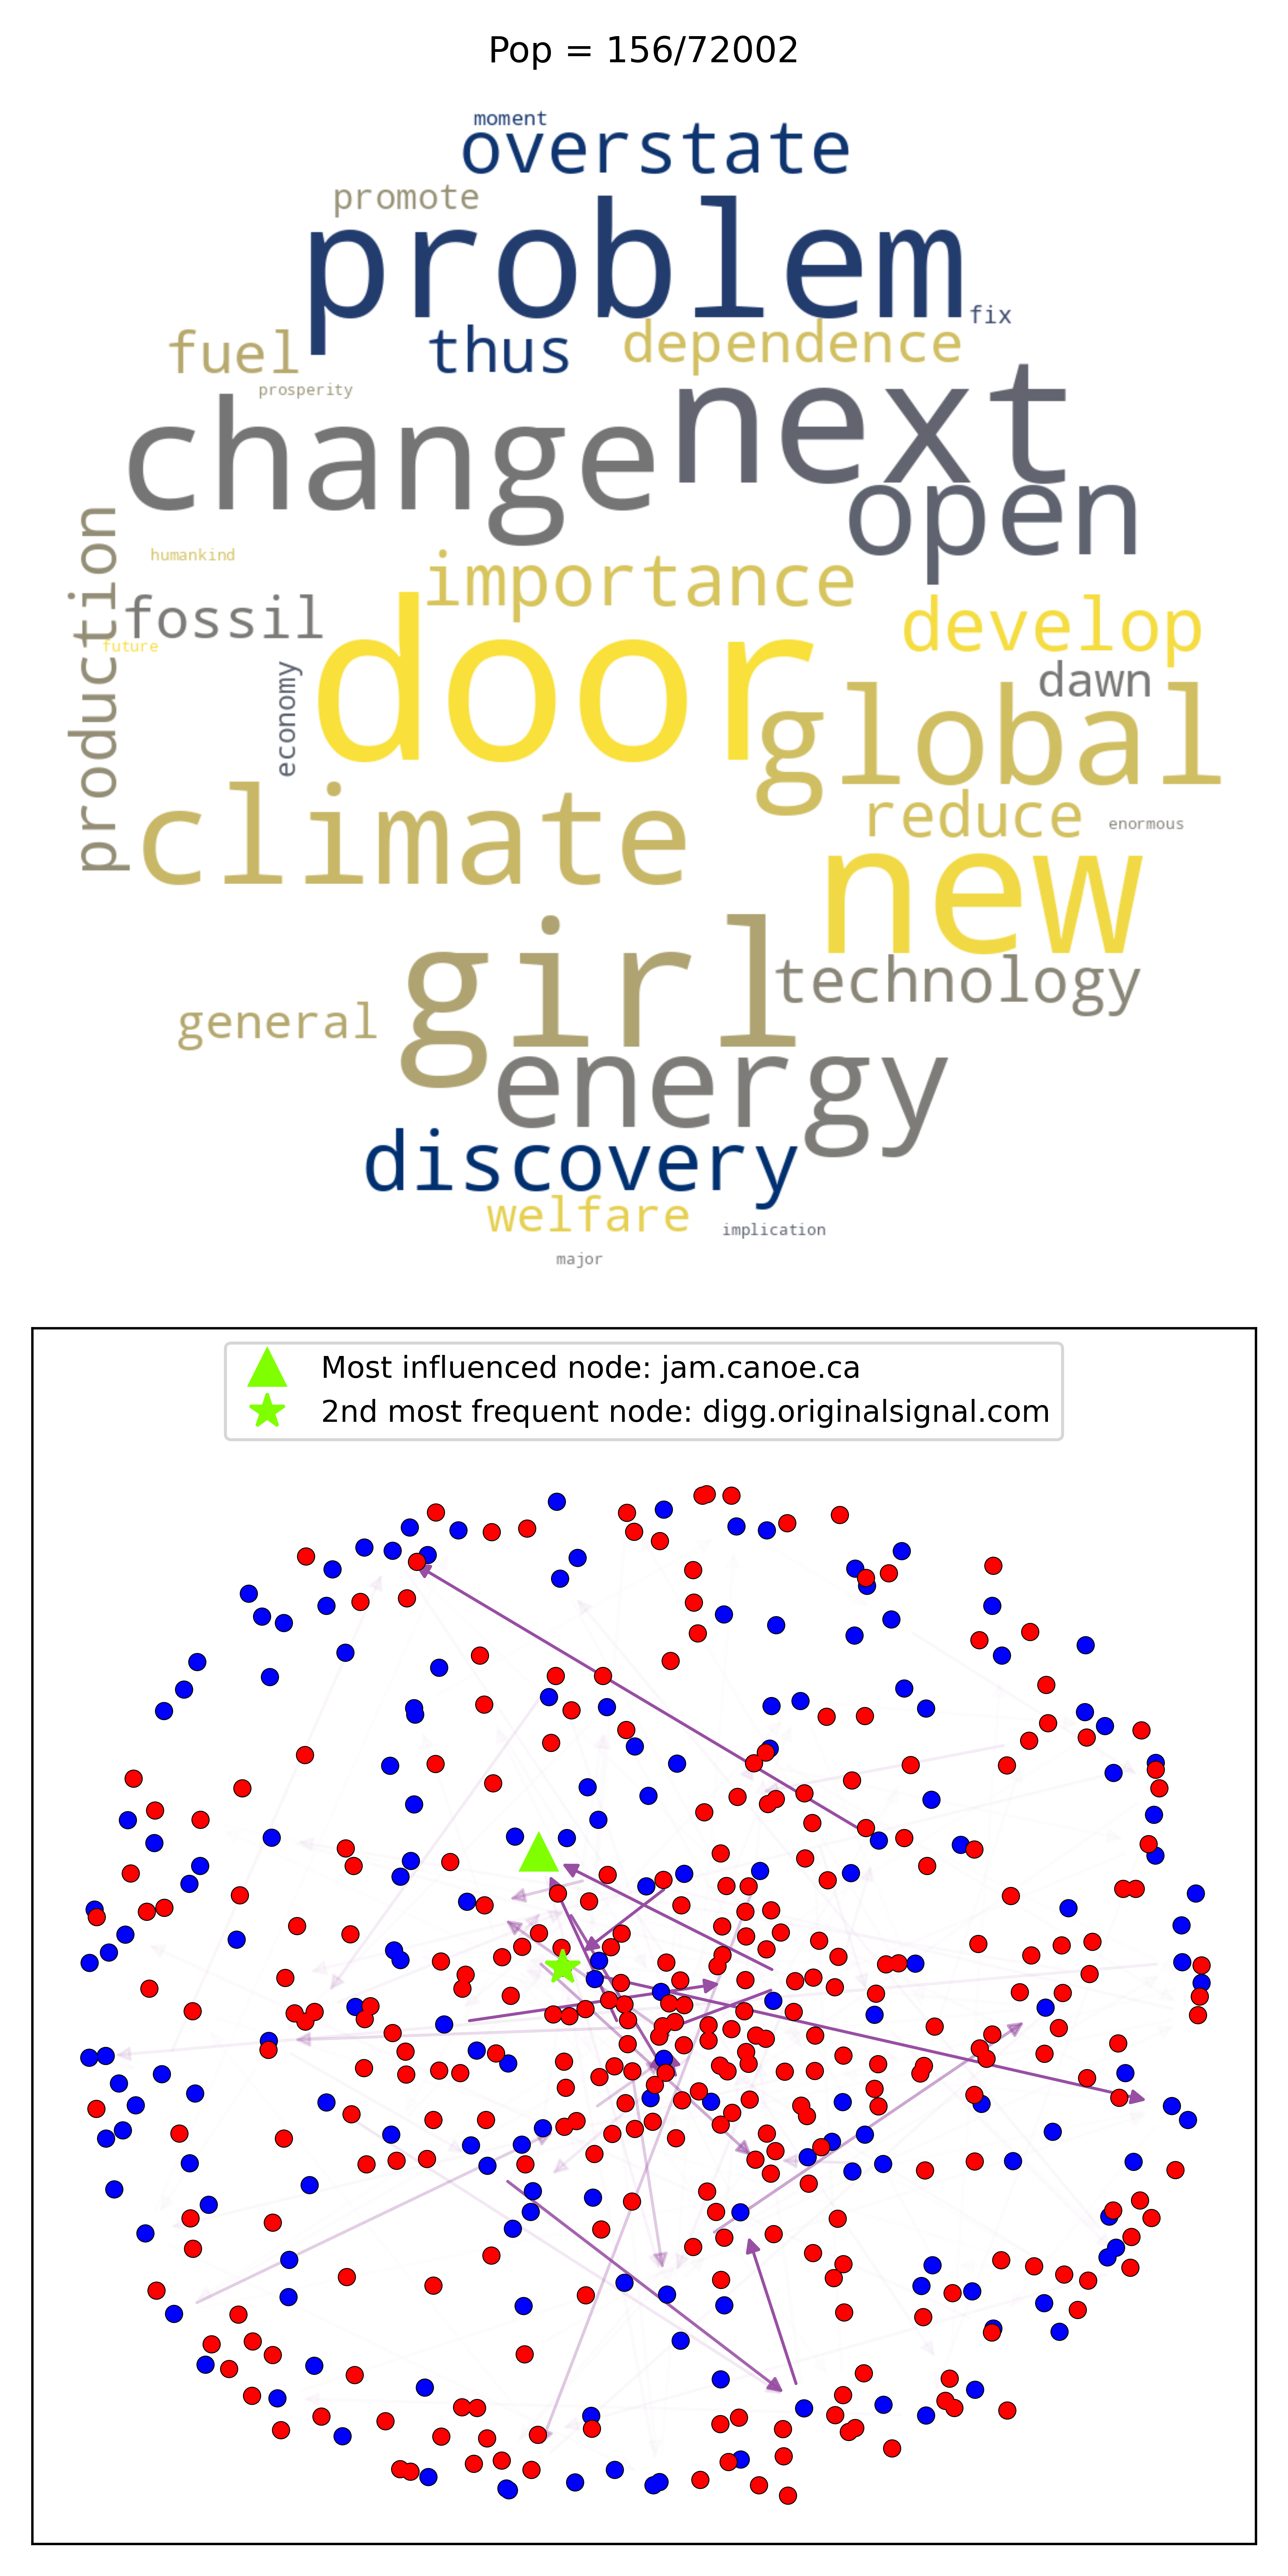 Pop = 156/72002
moment
overstate
promote
problem
fix
fuel
thus
dependence
prosperity
change
next
open
production
humankind
importance
fossil
develop
future
door
economy
dawn
global
climate
reduce
enormous
new
girl
technology
general
energy
discovery
welfare
implication
major
Most influenced node: jam.canoe.ca
2nd most frequent node: digg.originalsignal.com